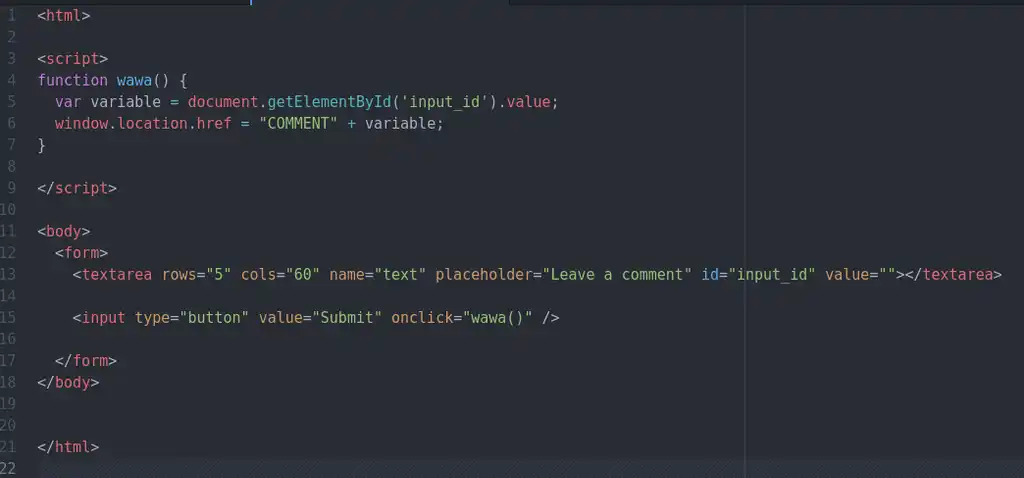 1 <html>
2
3 <script>
4 function wawa() {
5   var variable = document.getElementById('input_id').value;
6   window.location.href = "COMMENT" + variable;
7 }
8
9 </script>
10
11 <body>
12   <form>
13     <textarea rows="5" cols="60" name="text" placeholder="Leave a comment" id="input_id" value=""></textarea>
14
15     <input type="button" value="Submit" onclick="wawa()" />
16
17   </form>
18 </body>
19
20
21 </html>
22